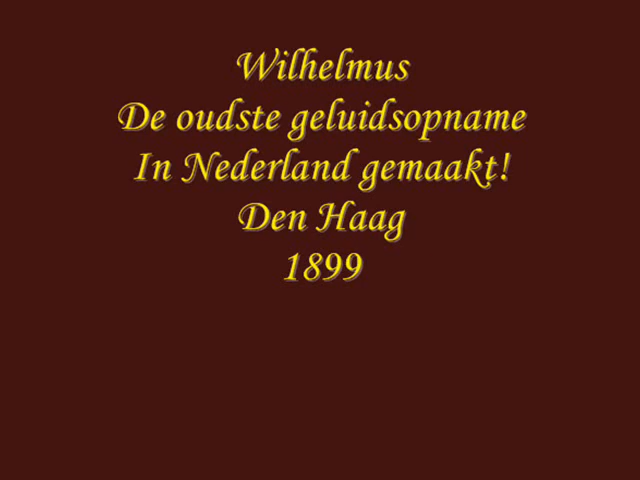 Wilhelmus
De oudste geluidsopname
In Nederland gemaakt!
Den Haag
1899